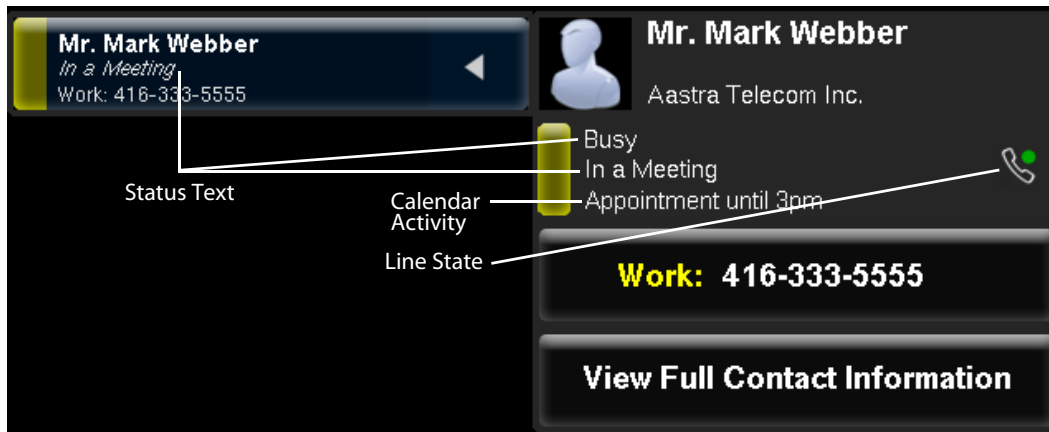 Mr. Mark Webber
In a Meeting
Work: 416-333-5555
Status Text
Mr. Mark Webber
Aastra Telecom Inc.
Busy
In a Meeting
Appointment until 3pm
Calendar
Activity
Line State
Work: 416-333-5555
View Full Contact Information